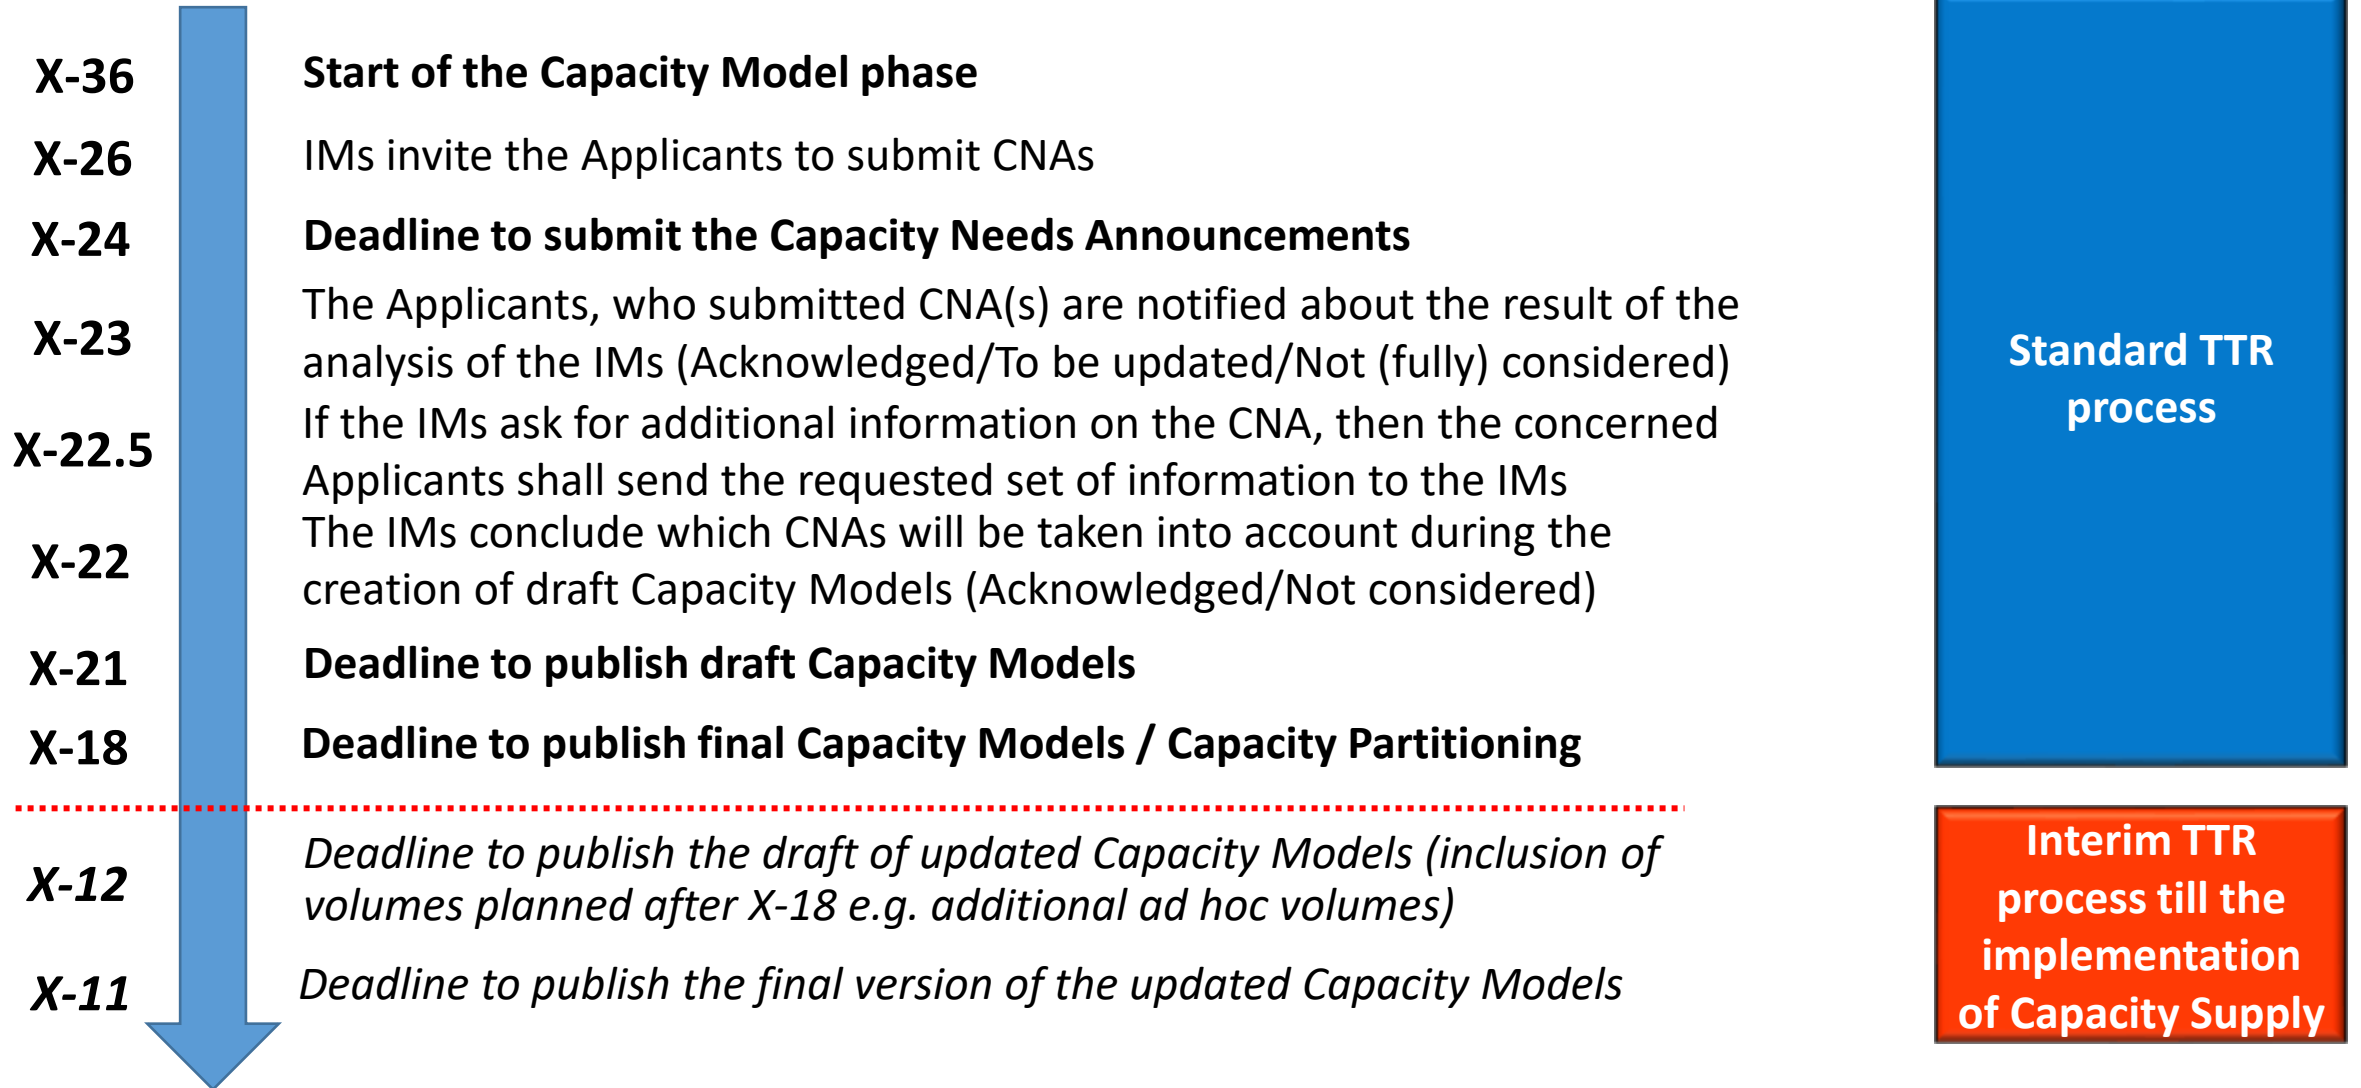 X-36
Start of the Capacity Model phase
X-26
IMs invite the Applicants to submit CNAs
X-24
Deadline to submit the Capacity Needs Announcements
X-23
The Applicants, who submitted CNA(s) are notified about the result of the
analysis of the IMs (Acknowledged/To be updated/Not (fully) considered)
X-22.5
If the IMs ask for additional information on the CNA, then the concerned
Applicants shall send the requested set of information to the IMs
X-22
The IMs conclude which CNAs will be taken into account during the
creation of draft Capacity Models (Acknowledged/Not considered)
X-21
Deadline to publish draft Capacity Models
X-18
Deadline to publish final Capacity Models / Capacity Partitioning
Standard TTR
process
X-12
Deadline to publish the draft of updated Capacity Models (inclusion of
volumes planned after X-18 e.g. additional ad hoc volumes)
X-11
Deadline to publish the final version of the updated Capacity Models
Interim TTR
process till the
implementation
of Capacity Supply